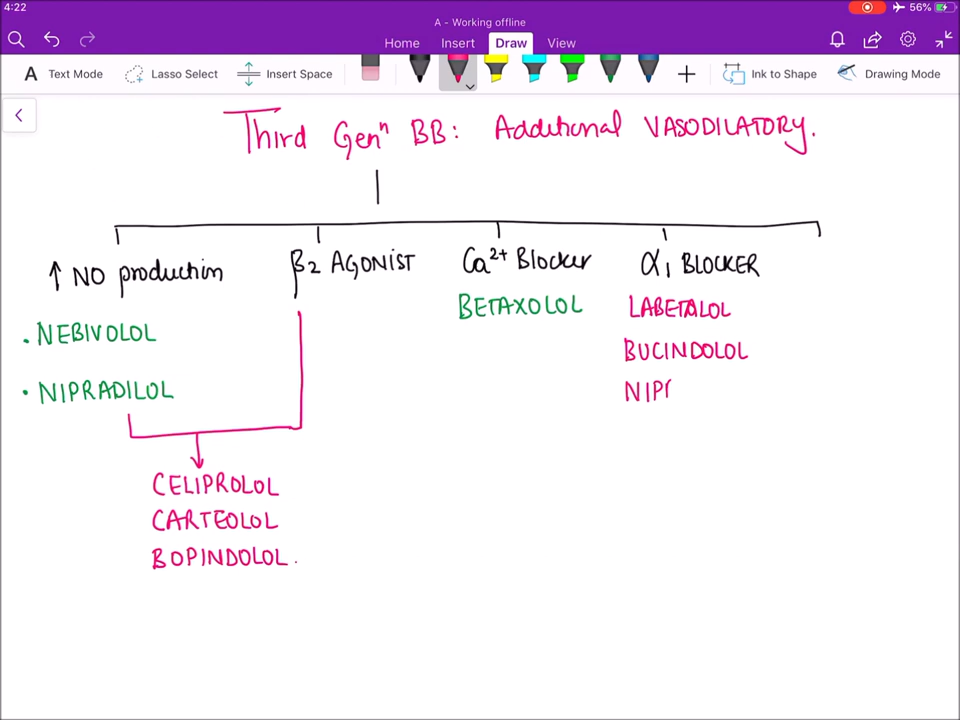 4:22
56%
A - Working offline
Home Insert Draw View
A Text Mode Lasso Select Insert Space Ink to Shape Drawing Mode
Third Genⁿ BB: Additional VASODILATORY.
↑ NO production
β2 AGONIST
Ca²⁺ Blocker
α1 BLOCKER
• NEBIVOLOL
• NIPRADILOL
BETAXOLOL
LABETALOL
BUCINDOLOL
NIPR
CELIPROLOL
CARTEOLOL
BOPINDOLOL.